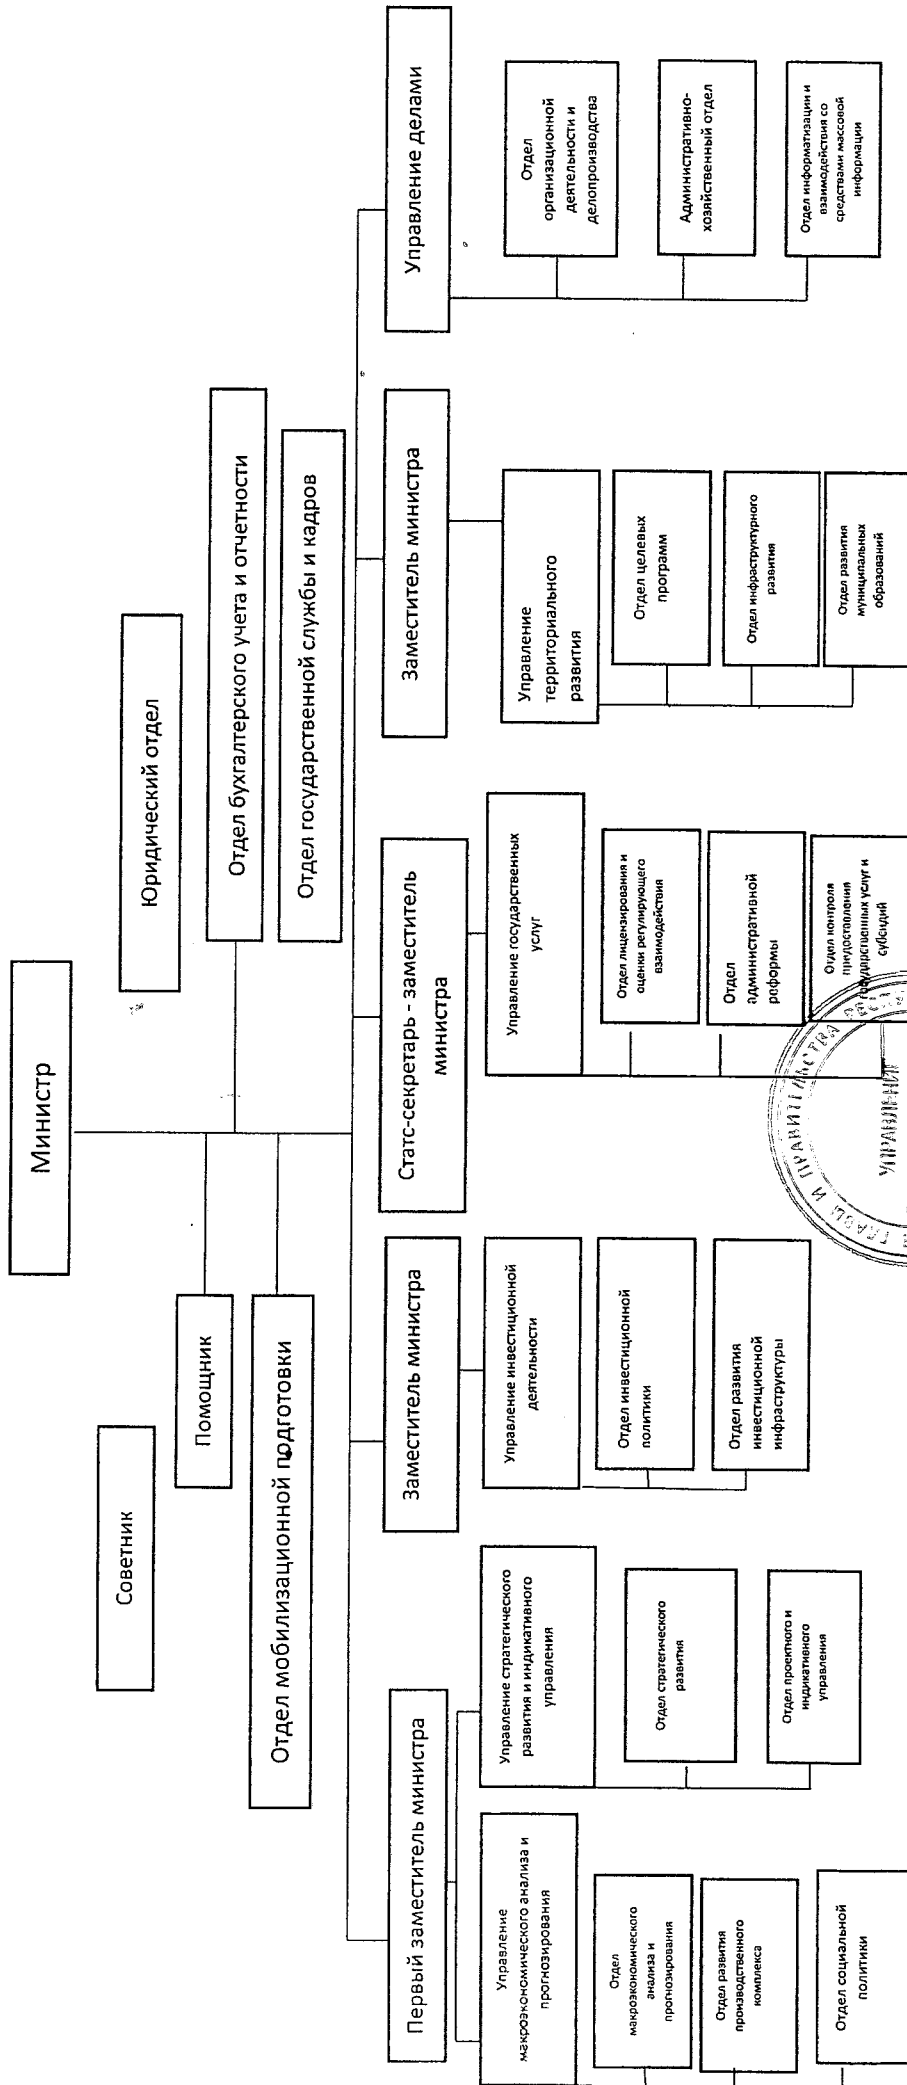 Министр
Советник
Помощник
Отдел мобилизационной подготовки
Юридический отдел
Отдел бухгалтерского учета и отчетности
Отдел государственной службы и кадров
Первый заместитель министра
Заместитель министра
Статс-секретарь - заместитель
министра
Заместитель министра
Управление делами
Управление
макроэкономического анализа и
прогнозирования
Отдел
макроэкономического
анализа и
прогнозирования
Отдел развития
производственного
комплекса
Отдел социальной
политики
Управление стратегического
развития и индикативного
управления
Отдел стратегического
развития
Отдел проектного и
индикативного
управления
Управление инвестиционной
деятельности
Отдел инвестиционной
политики
Отдел развития
инвестиционной
инфраструктуры
Управление государственных
услуг
Отдел лицензирования и
оценки регулирующего
взаимодействия
Отдел
административной
реформы
Отдел контроля
предоставления
государственных услуг и
субсидий
Управление
территориального
развития
Отдел целевых
программ
Отдел инфраструктурного
развития
Отдел развития
муниципальных
образований
Отдел
организационной
деятельности и
делопроизводства
Административно-
хозяйственный отдел
Отдел информатизации и
взаимодействия со
средствами массовой
информации
ГЛАВЫ И ПРАВИТЕЛЬСТВА
УПРАВЛЕНИЕ